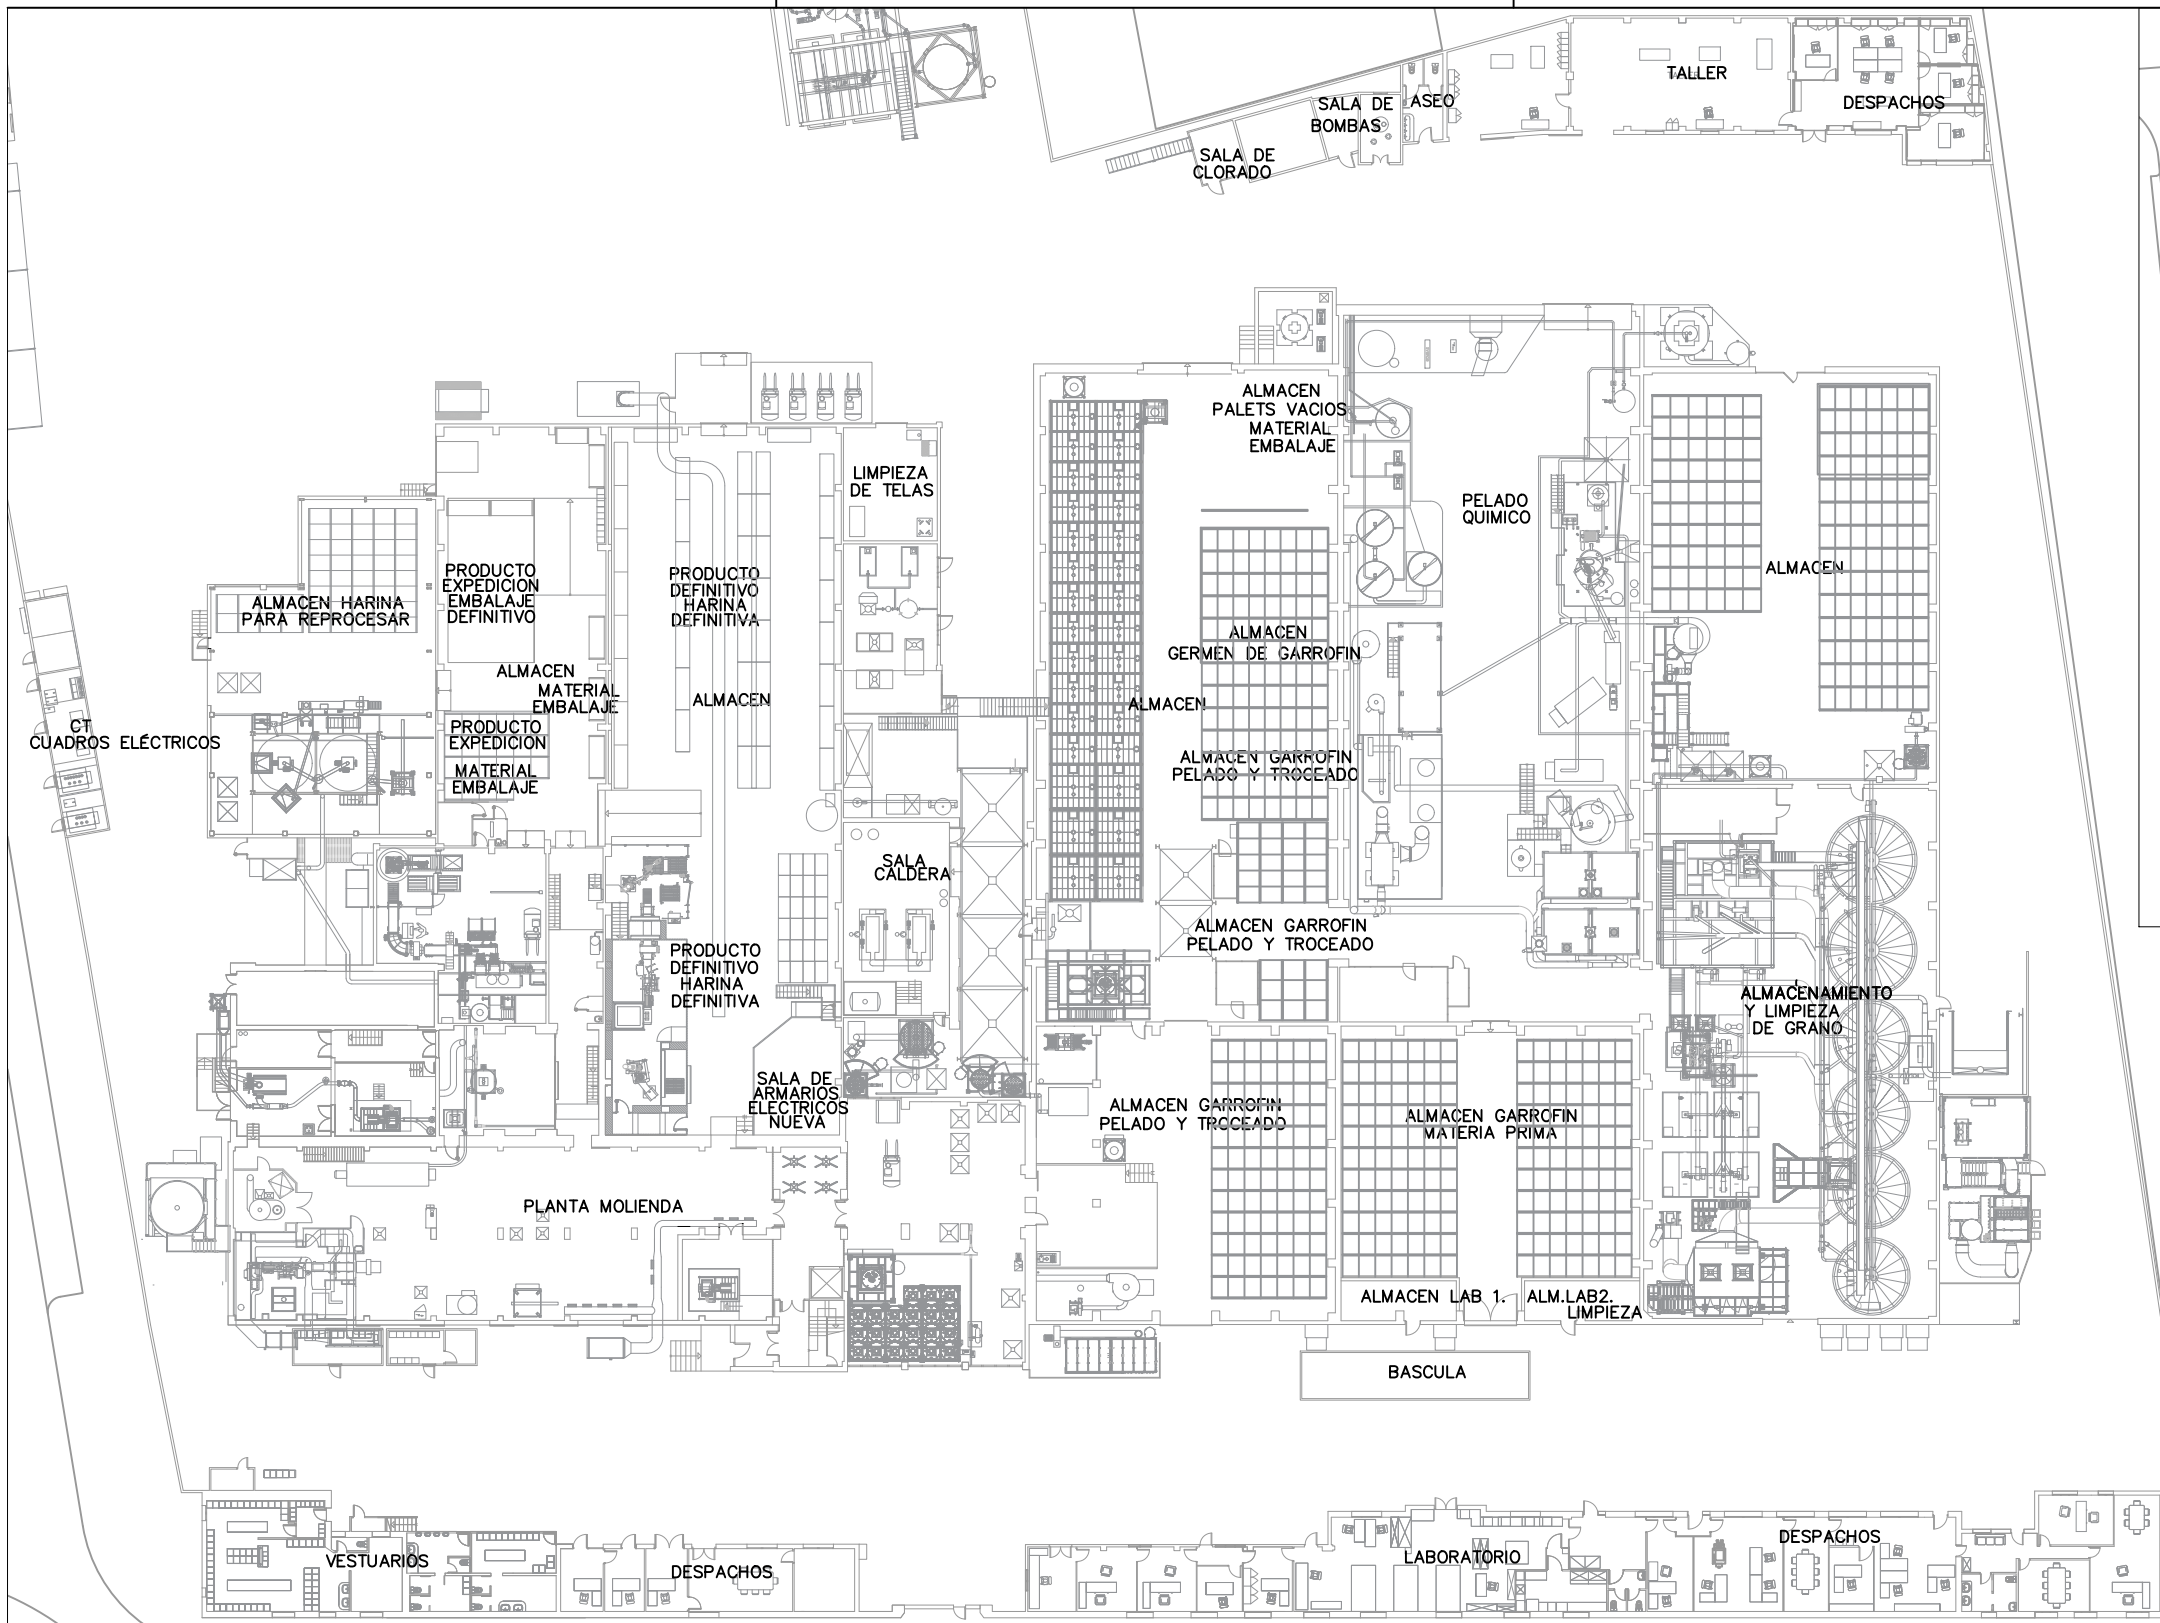 TALLER
DESPACHOS
SALA DE
BOMBAS
ASEO
SALA DE
CLORADO
ALMACEN
PALETS VACIOS
MATERIAL
EMBALAJE
LIMPIEZA
DE TELAS
PELADO
QUIMICO
PRODUCTO
EXPEDICION
EMBALAJE
DEFINITIVO
PRODUCTO
DEFINITIVO
HARINA
DEFINITIVA
ALMACEN
ALMACEN HARINA
PARA REPROCESAR
ALMACEN
GERMEN DE GARROFIN
ALMACEN
MATERIAL
EMBALAJE
ALMACEN
ALMACEN
CT
CUADROS ELÉCTRICOS
PRODUCTO
EXPEDICION
MATERIAL
EMBALAJE
ALMACEN GARROFIN
PELADO Y TROCEADO
SALA
CALDERA
ALMACEN GARROFIN
PELADO Y TROCEADO
PRODUCTO
DEFINITIVO
HARINA
DEFINITIVA
ALMACENAMIENTO
Y LIMPIEZA
DE GRANO
SALA DE
ARMARIOS
ELECTRICOS
NUEVA
ALMACEN GARROFIN
PELADO Y TROCEADO
ALMACEN GARROFIN
MATERIA PRIMA
PLANTA MOLIENDA
ALMACEN LAB 1.
ALM.LAB2.
LIMPIEZA
BASCULA
VESTUARIOS
DESPACHOS
LABORATORIO
DESPACHOS